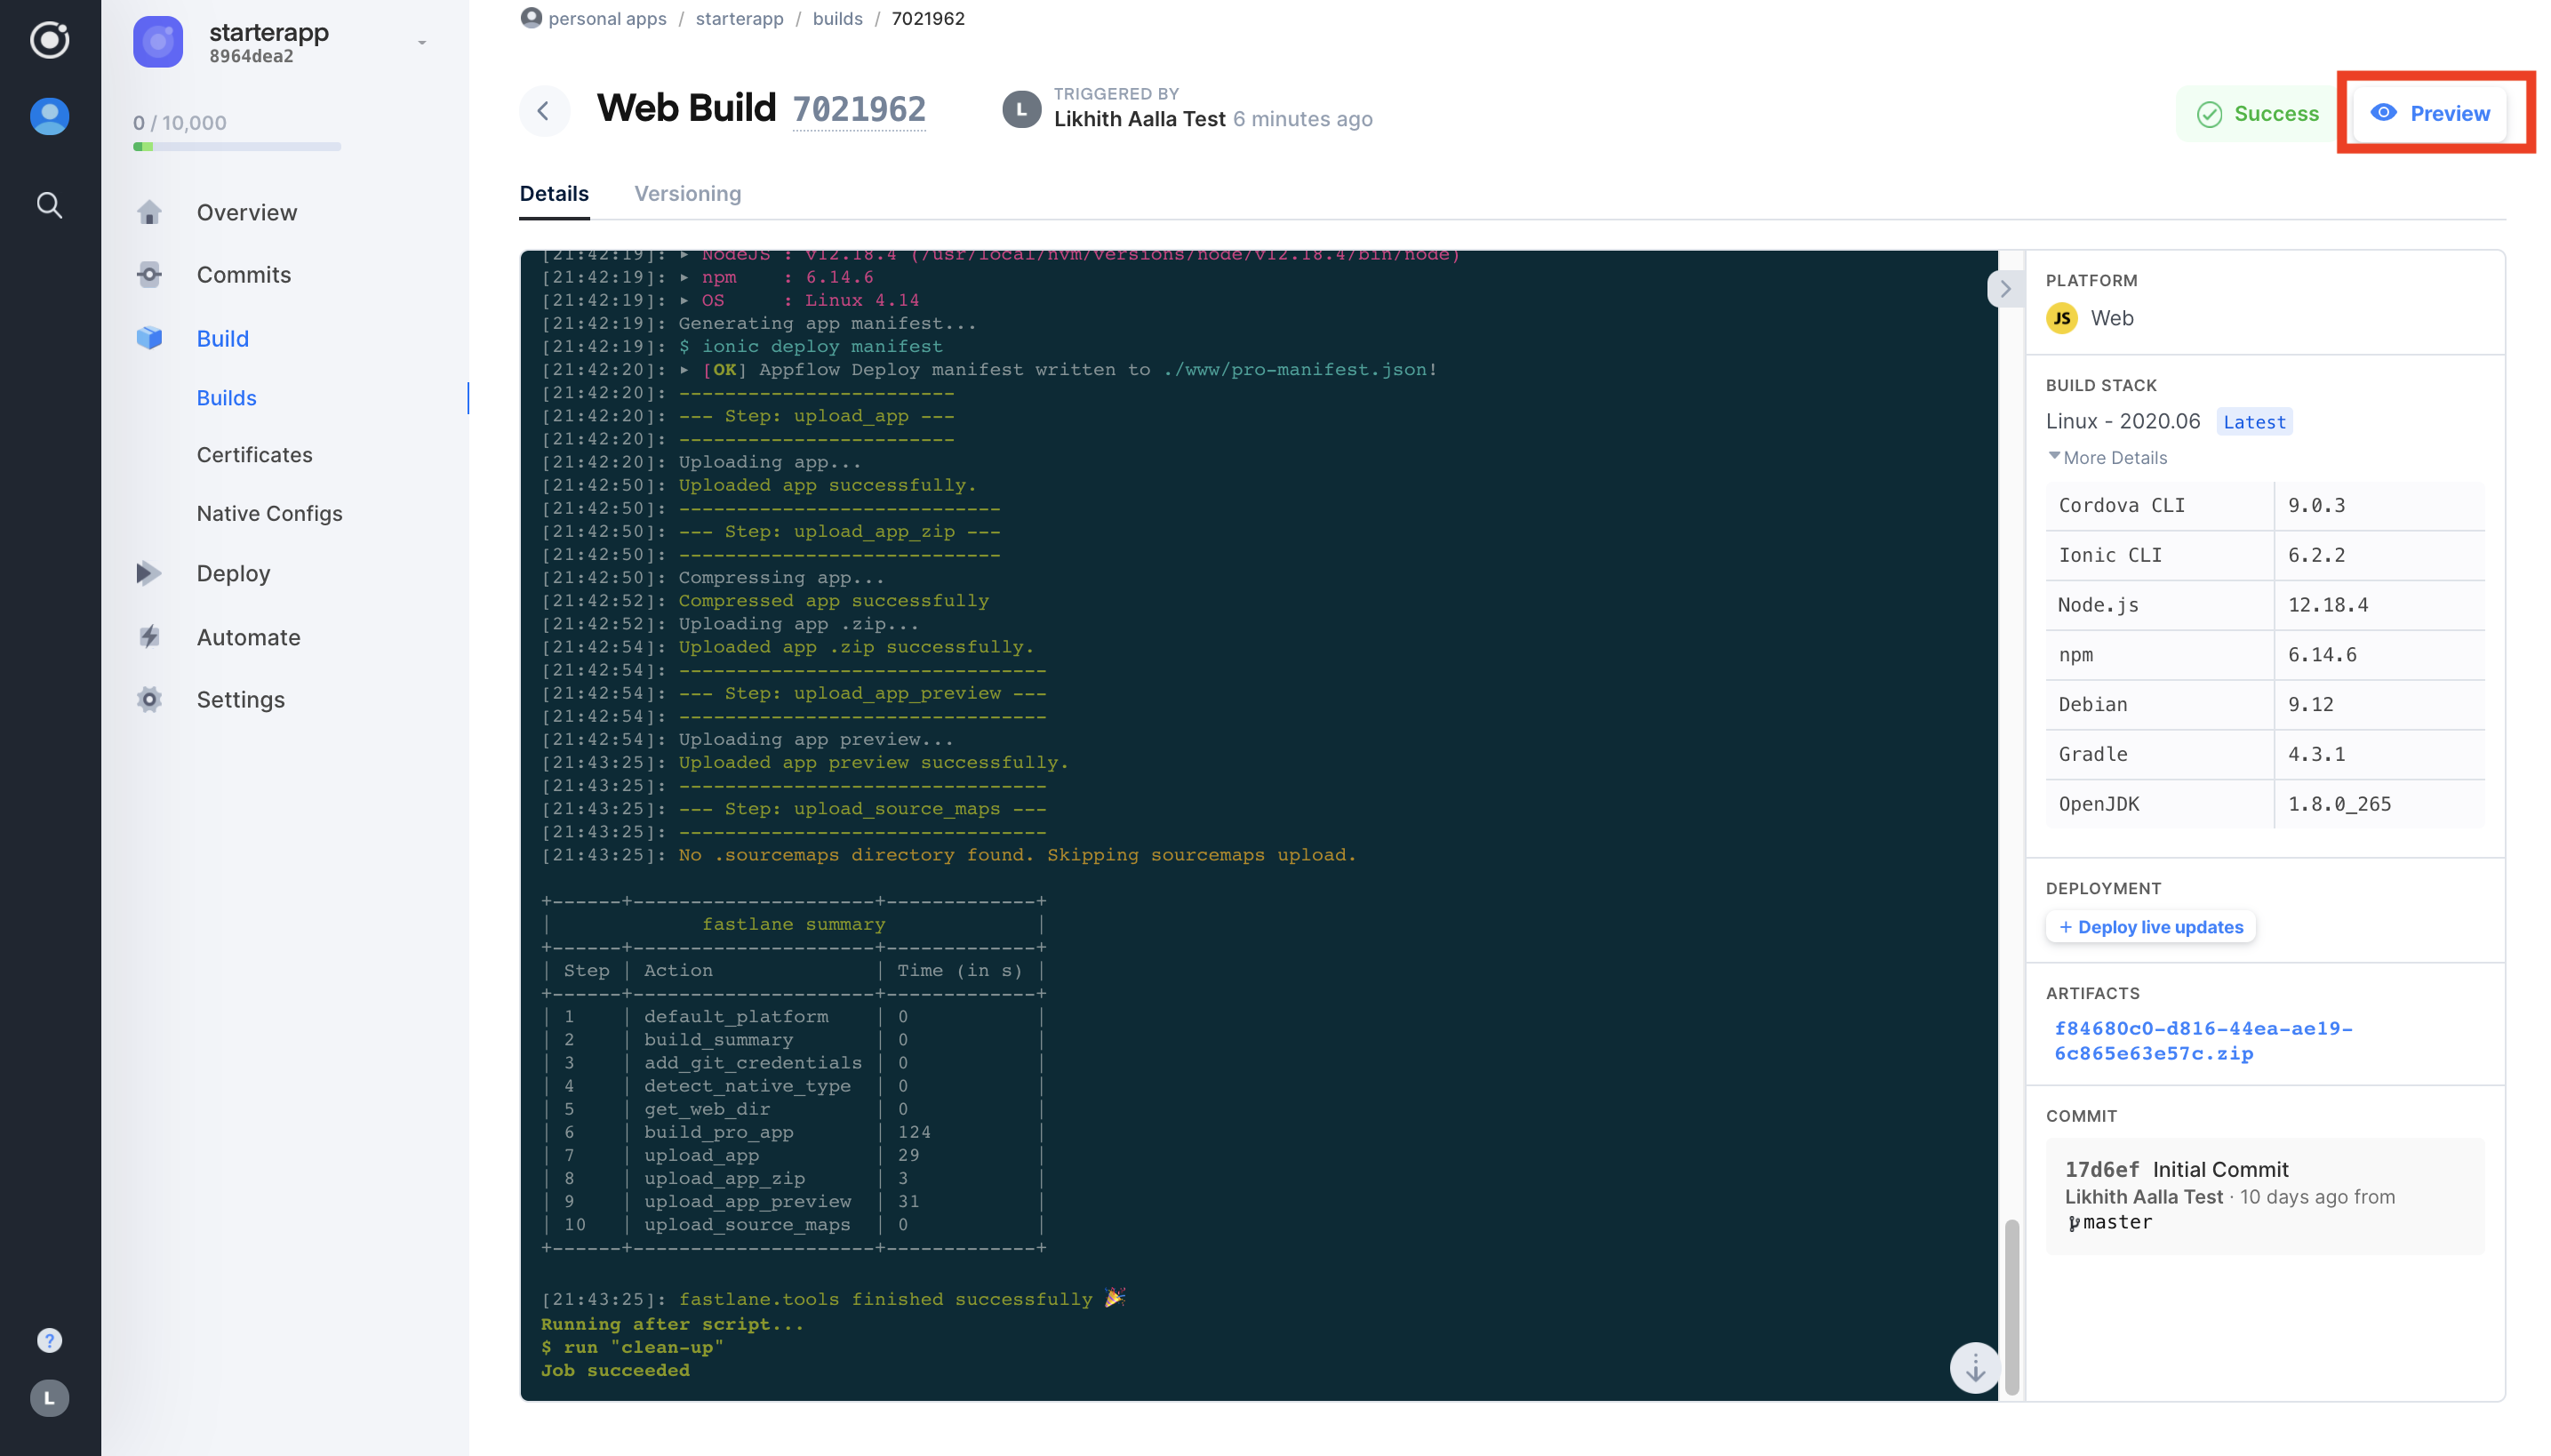 personal apps / starterapp / builds / 7021962
starterapp
8964dea2
0 / 10,000
Overview
Commits
Build
Builds
Certificates
Native Configs
Deploy
Automate
Settings
?
L
Web Build 7021962
L
TRIGGERED BY
Likhith Aalla Test 6 minutes ago
Success
Preview
Details
Versioning
[21:42:19]: ▸ NodeJS : v12.18.4 (/usr/local/nvm/versions/node/v12.18.4/bin/node)
[21:42:19]: ▸ npm    : 6.14.6
[21:42:19]: ▸ OS     : Linux 4.14
[21:42:19]: Generating app manifest...
[21:42:19]: $ ionic deploy manifest
[21:42:20]: ▸ [OK] Appflow Deploy manifest written to ./www/pro-manifest.json!
[21:42:20]: ------------------------
[21:42:20]: --- Step: upload_app ---
[21:42:20]: ------------------------
[21:42:20]: Uploading app...
[21:42:50]: Uploaded app successfully.
[21:42:50]: ----------------------------
[21:42:50]: --- Step: upload_app_zip ---
[21:42:50]: ----------------------------
[21:42:50]: Compressing app...
[21:42:52]: Compressed app successfully
[21:42:52]: Uploading app .zip...
[21:42:54]: Uploaded app .zip successfully.
[21:42:54]: --------------------------------
[21:42:54]: --- Step: upload_app_preview ---
[21:42:54]: --------------------------------
[21:42:54]: Uploading app preview...
[21:43:25]: Uploaded app preview successfully.
[21:43:25]: --------------------------------
[21:43:25]: --- Step: upload_source_maps ---
[21:43:25]: --------------------------------
[21:43:25]: No .sourcemaps directory found. Skipping sourcemaps upload.
+------+---------------------+-------------+
|             fastlane summary             |
+------+---------------------+-------------+
| Step | Action              | Time (in s) |
+------+---------------------+-------------+
| 1    | default_platform    | 0           |
| 2    | build_summary       | 0           |
| 3    | add_git_credentials | 0           |
| 4    | detect_native_type  | 0           |
| 5    | get_web_dir         | 0           |
| 6    | build_pro_app       | 124         |
| 7    | upload_app          | 29          |
| 8    | upload_app_zip      | 3           |
| 9    | upload_app_preview  | 31          |
| 10   | upload_source_maps  | 0           |
+------+---------------------+-------------+
[21:43:25]: fastlane.tools finished successfully 🎉
Running after script...
$ run "clean-up"
Job succeeded
PLATFORM
JS Web
BUILD STACK
Linux - 2020.06 Latest
More Details
Cordova CLI 9.0.3
Ionic CLI 6.2.2
Node.js 12.18.4
npm 6.14.6
Debian 9.12
Gradle 4.3.1
OpenJDK 1.8.0_265
DEPLOYMENT
+ Deploy live updates
ARTIFACTS
f84680c0-d816-44ea-ae19-
6c865e63e57c.zip
COMMIT
17d6ef Initial Commit
Likhith Aalla Test · 10 days ago from
master